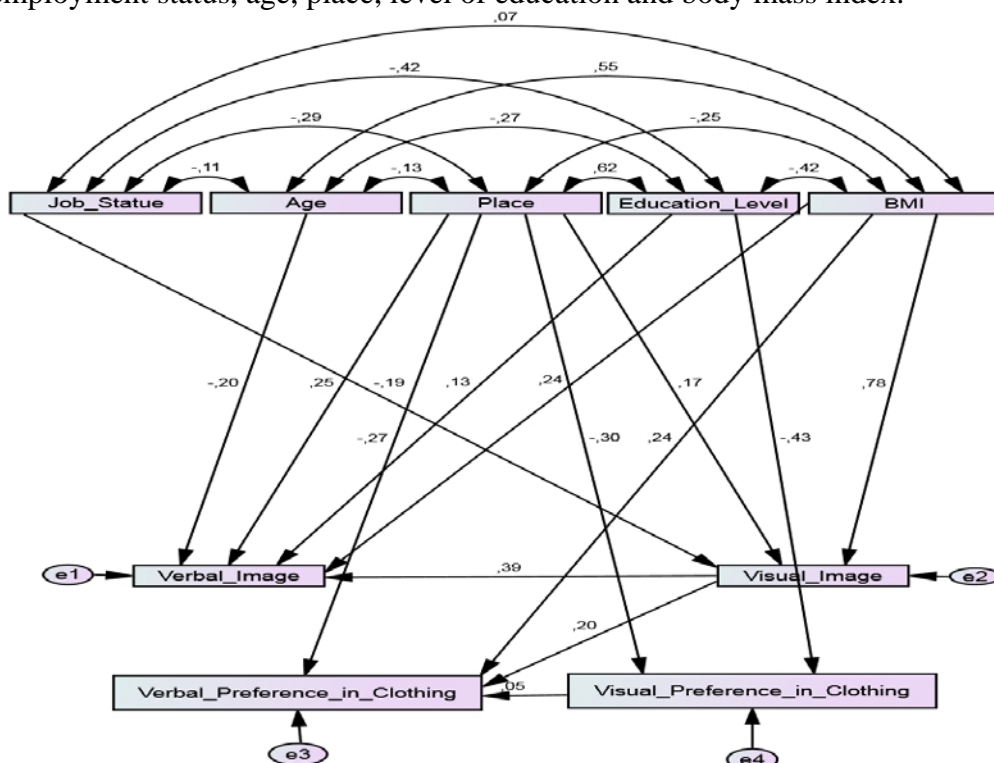 employment status, age, place, level of education and body mass index.
,07
-,42 ,55
-,29 -,27 -,25
-,11 -,13 ,62 -,42
Job_Statue Age Place Education_Level BMI
-,20 ,25 -,19 ,13 ,24 ,17 ,78
-,27 -,30 ,24 -,43
e1 Verbal_Image ,39 Visual_Image e2
,20
Verbal_Preference_in_Clothing ,05 Visual_Preference_in_Clothing
e3 e4